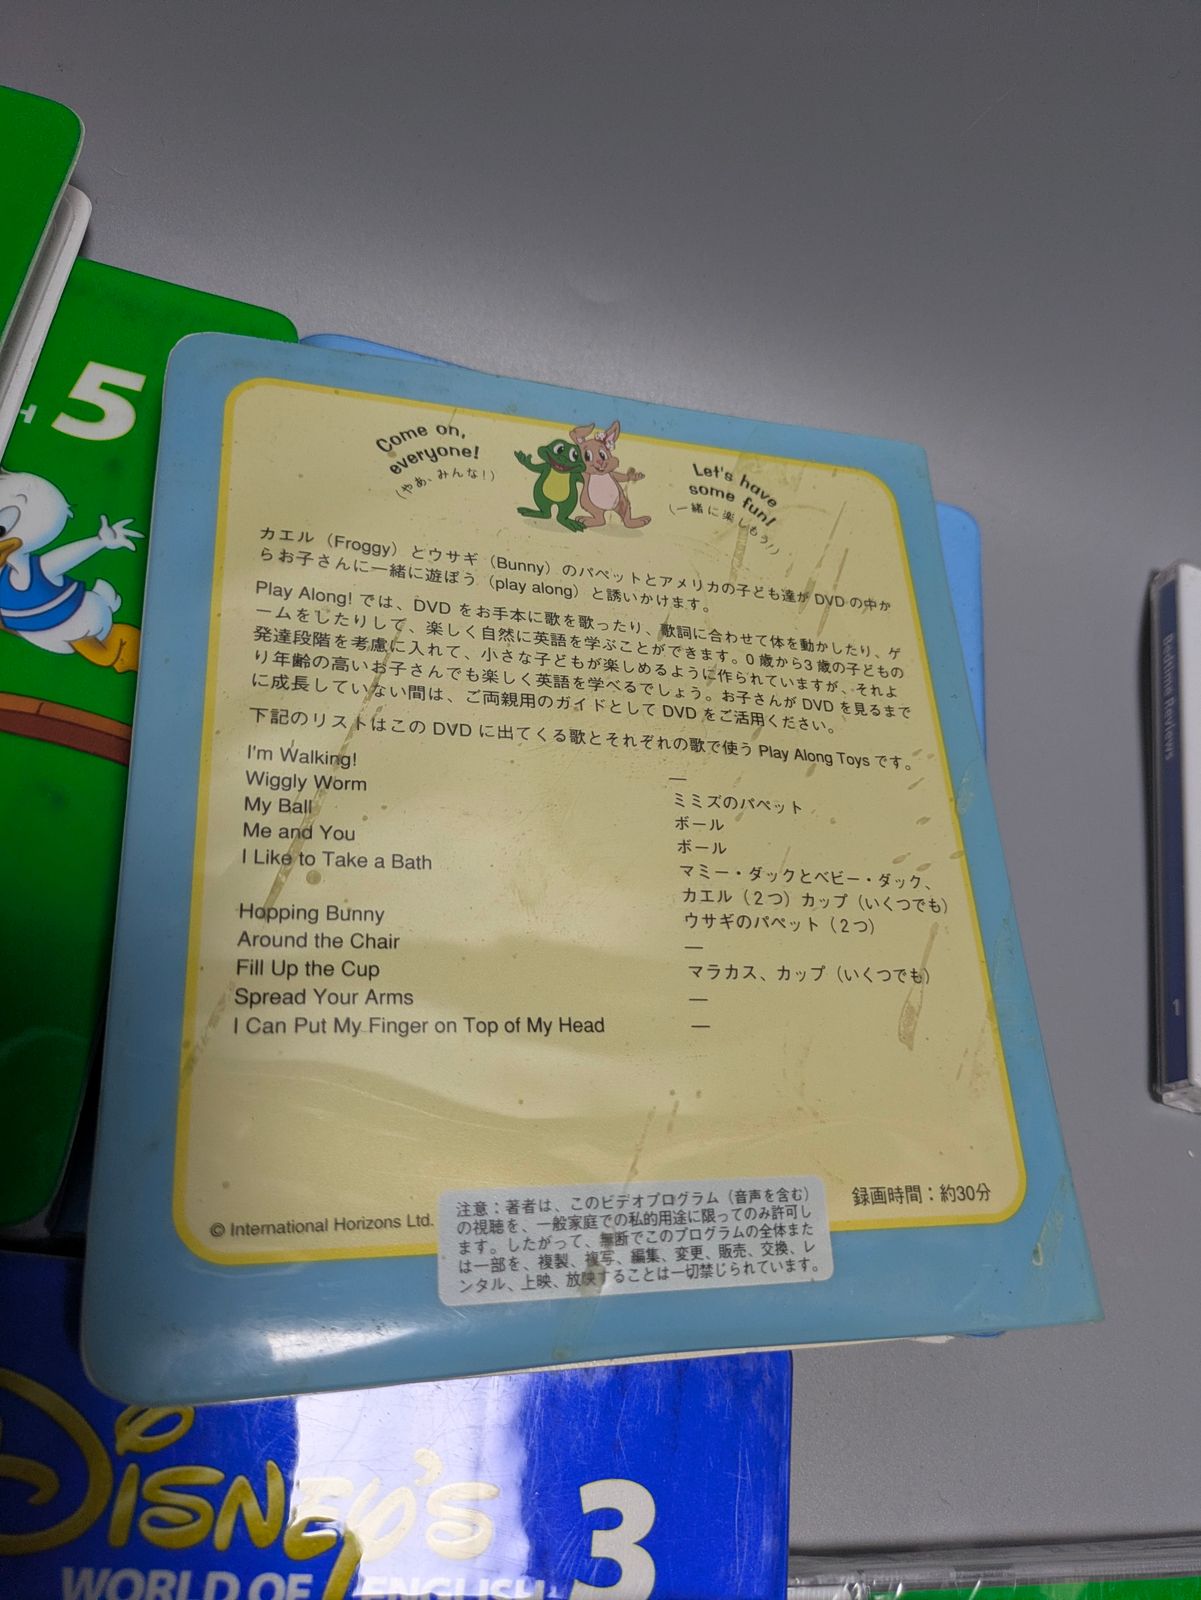 Come on,
everyone!
(やあ、みんな!)
Let's have
some fun!
(一緒に楽しもう!)
カエル（Froggy）とウサギ（Bunny）のパペットとアメリカの子ども達が DVD の中か
らお子さんに一緒に遊ぼう（play along）と誘いかけます。
Play Along! では、DVD をお手本に歌を歌ったり、歌詞に合わせて体を動かしたり、ゲ
ームをしたりして、楽しく自然に英語を学ぶことができます。0 歳から3 歳の子どもの
発達段階を考慮に入れて、小さな子どもが楽しめるように作られていますが、それよ
り年齢の高いお子さんでも楽しく英語を学べるでしょう。お子さんが DVD を見るまで
に成長していない間は、ご両親用のガイドとして DVD をご活用ください。
下記のリストはこの DVD に出てくる歌とそれぞれの歌で使う Play Along Toys です。
I'm Walking! —
Wiggly Worm ミミズのパペット
My Ball ボール
Me and You ボール
I Like to Take a Bath マミー・ダックとベビー・ダック、
カエル（2つ）カップ（いくつでも）
Hopping Bunny ウサギのパペット（2つ）
Around the Chair —
Fill Up the Cup マラカス、カップ（いくつでも）
Spread Your Arms —
I Can Put My Finger on Top of My Head —
録画時間：約30分
© International Horizons Ltd.
注意：著者は、このビデオプログラム（音声を含む）
の視聴を、一般家庭での私的用途に限ってのみ許可し
ます。したがって、無断でこのプログラムの全体また
は一部を、複製、複写、編集、変更、販売、交換、レ
ンタル、上映、放映することは一切禁じられています。
H 5
Disney's
WORLD OF ENGLISH
3
Bedtime Reviews
1